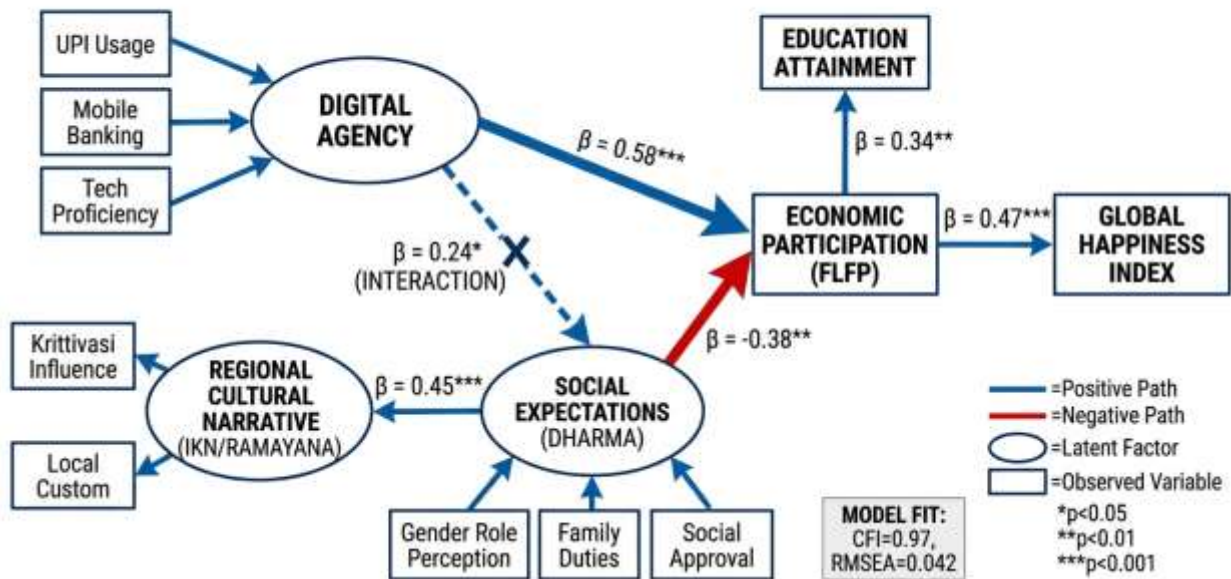 UPI Usage
Mobile
Banking
Tech
Proficiency
DIGITAL
AGENCY
EDUCATION
ATTAINMENT
β = 0.58***
β = 0.34**
ECONOMIC
PARTICIPATION
(FLFP)
β = 0.47***
GLOBAL
HAPPINESS
INDEX
β = 0.24*
(INTERACTION)
β = -0.38**
Krittivasi
Influence
Local
Custom
REGIONAL
CULTURAL
NARRATIVE
(IKN/RAMAYANA)
β = 0.45***
SOCIAL
EXPECTATIONS
(DHARMA)
Gender Role
Perception
Family
Duties
Social
Approval
MODEL FIT:
CFI=0.97,
RMSEA=0.042
=Positive Path
=Negative Path
=Latent Factor
=Observed Variable
*p<0.05
**p<0.01
***p<0.001